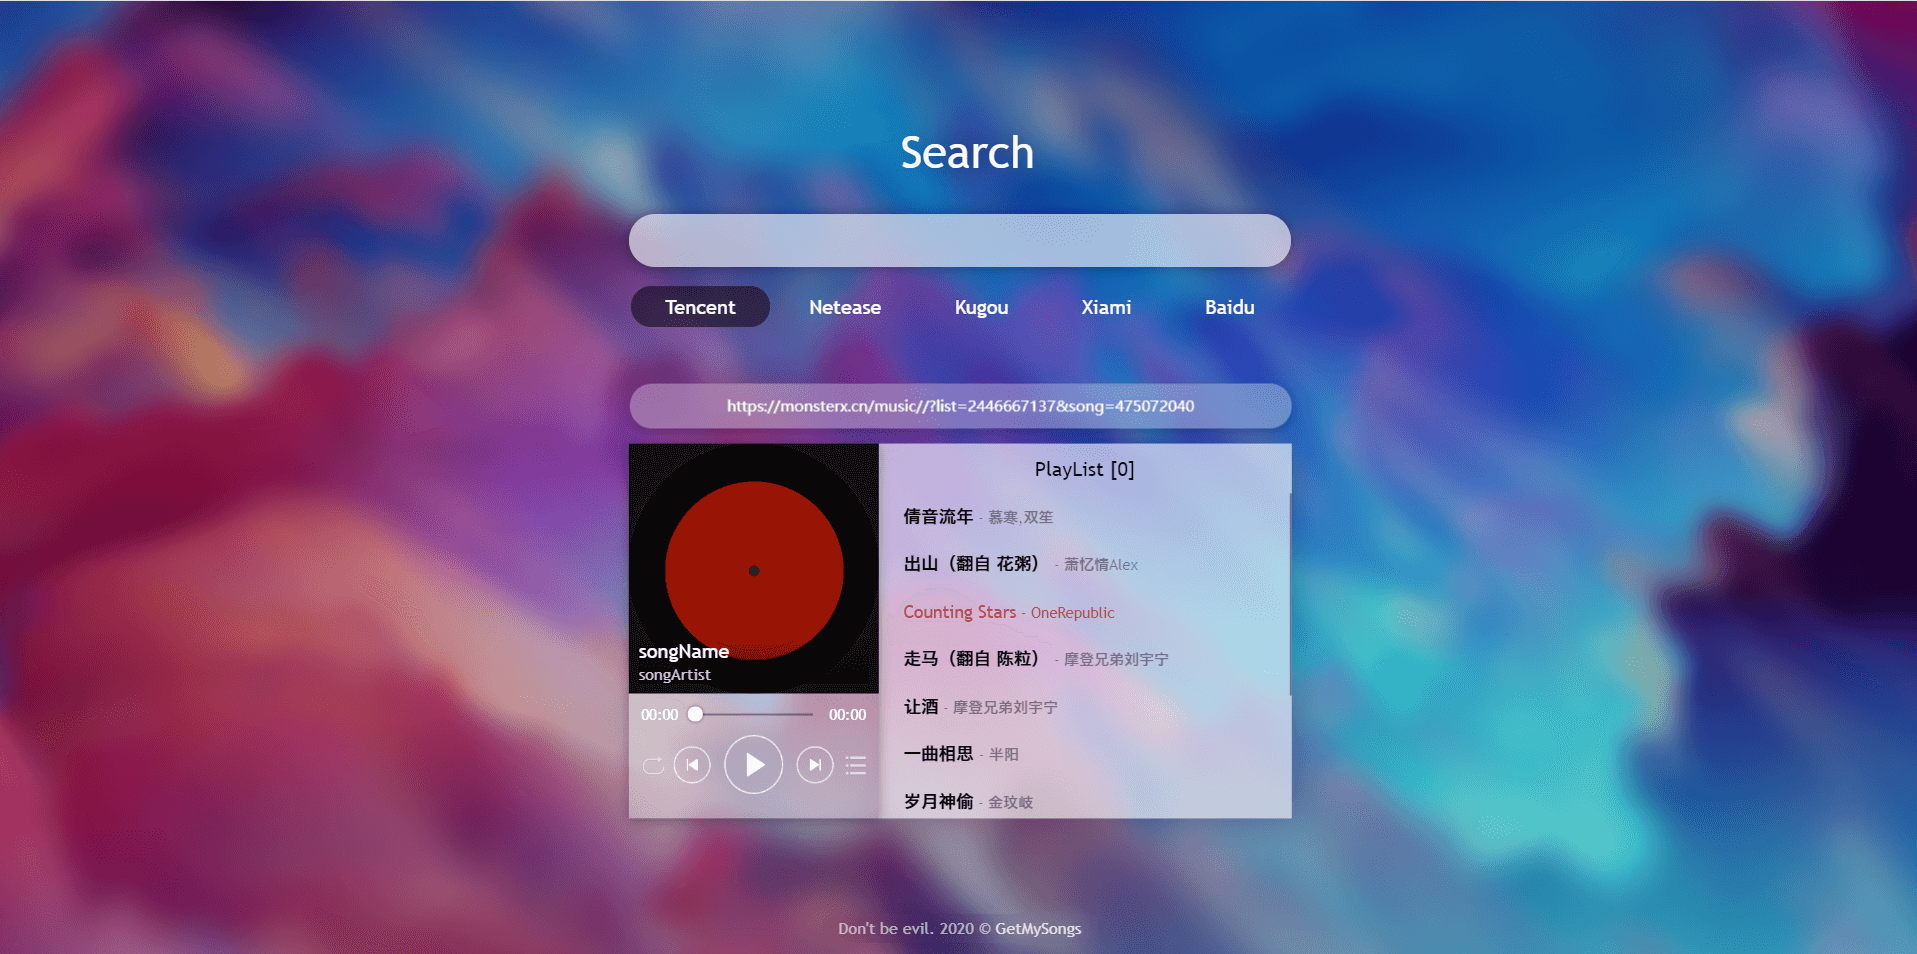 Search
Tencent Netease Kugou Xiami Baidu
https://monsterx.cn/music//?list=2446667137&song=475072040
songName
songArtist
00:00 00:00
PlayList [0]
倩音流年 - 慕寒,双笙
出山（翻自 花粥） - 萧忆情Alex
Counting Stars - OneRepublic
走马（翻自 陈粒） - 摩登兄弟刘宇宁
让酒 - 摩登兄弟刘宇宁
一曲相思 - 半阳
岁月神偷 - 金玟岐
Don't be evil. 2020 © GetMySongs